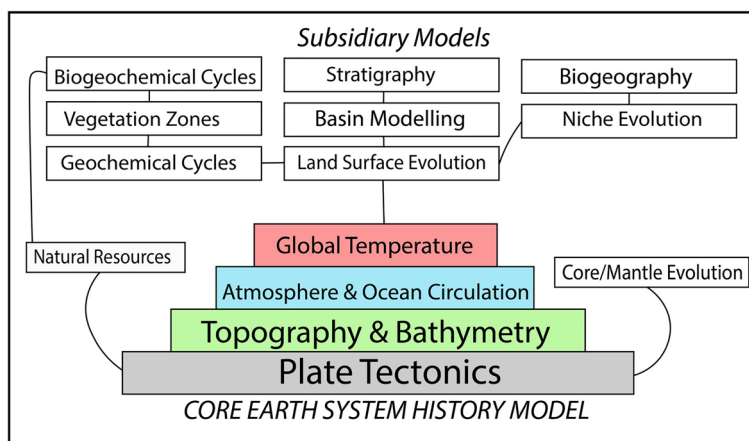 Subsidiary Models
Biogeochemical Cycles
Stratigraphy
Biogeography
Vegetation Zones
Basin Modelling
Niche Evolution
Geochemical Cycles
Land Surface Evolution
Global Temperature
Natural Resources
Core/Mantle Evolution
Atmosphere & Ocean Circulation
Topography & Bathymetry
Plate Tectonics
CORE EARTH SYSTEM HISTORY MODEL